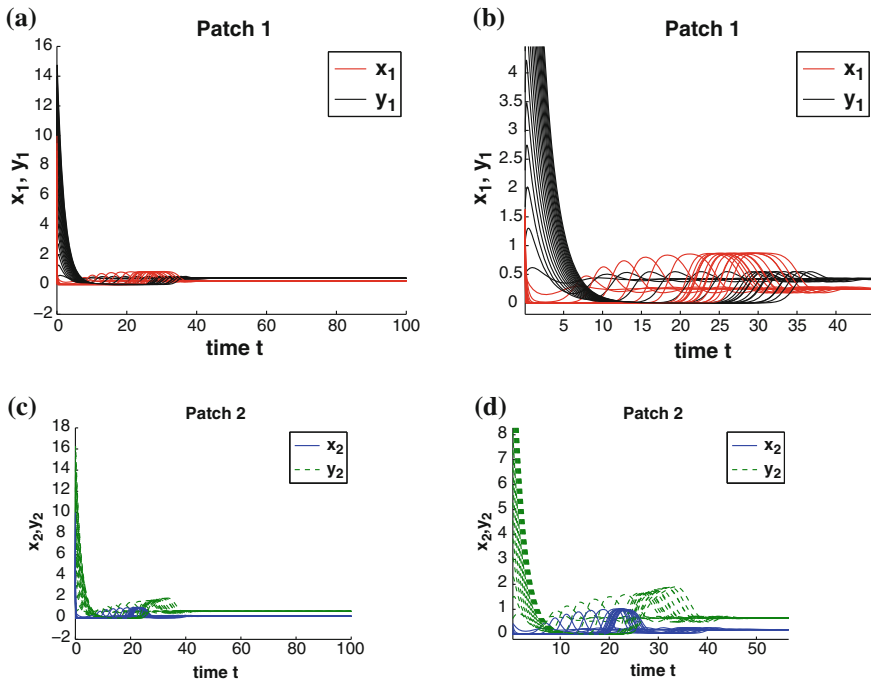 (a)
Patch 1
16
14
12
10
8
6
4
2
0
−2
x₁, y₁
0 20 40 60 80 100
time t
x₁
y₁
(b)
Patch 1
4
3.5
3
2.5
2
1.5
1
0.5
0
5 10 15 20 25 30 35 40
time t
x₁
y₁
(c)
Patch 2
18
16
14
12
10
8
6
4
2
0
−2
x₂,y₂
0 20 40 60 80 100
time t
x₂
y₂
(d)
Patch 2
8
7
6
5
4
3
2
1
0
x₂,y₂
10 20 30 40 50
time t
x₂
y₂